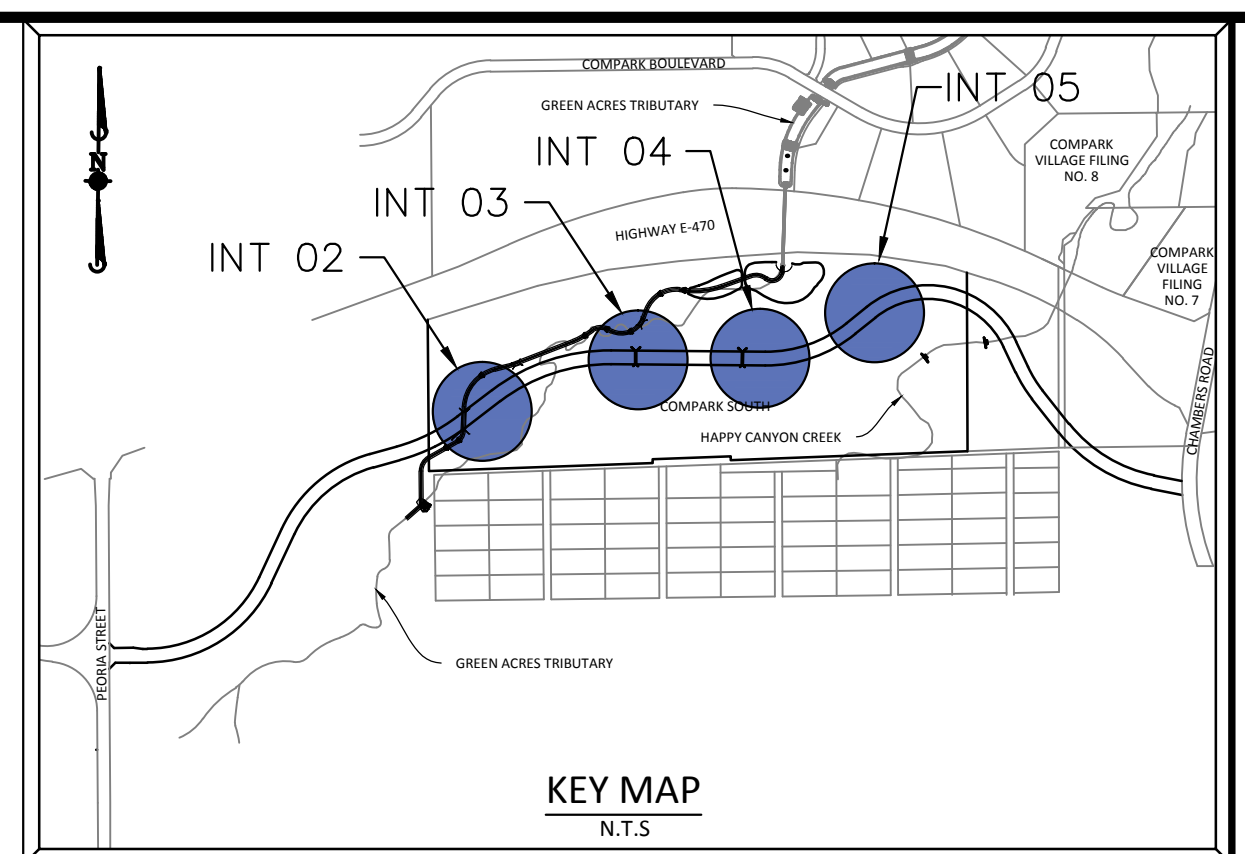 COMPARK BOULEVARD
GREEN ACRES TRIBUTARY
INT 05
INT 04
COMPARK
VILLAGE FILING
NO. 8
INT 03
HIGHWAY E-470
INT 02
COMPARK
VILLAGE
FILING
NO. 7
N
COMPARK SOUTH
HAPPY CANYON CREEK
CHAMBERS ROAD
PEORIA STREET
GREEN ACRES TRIBUTARY
KEY MAP
N.T.S